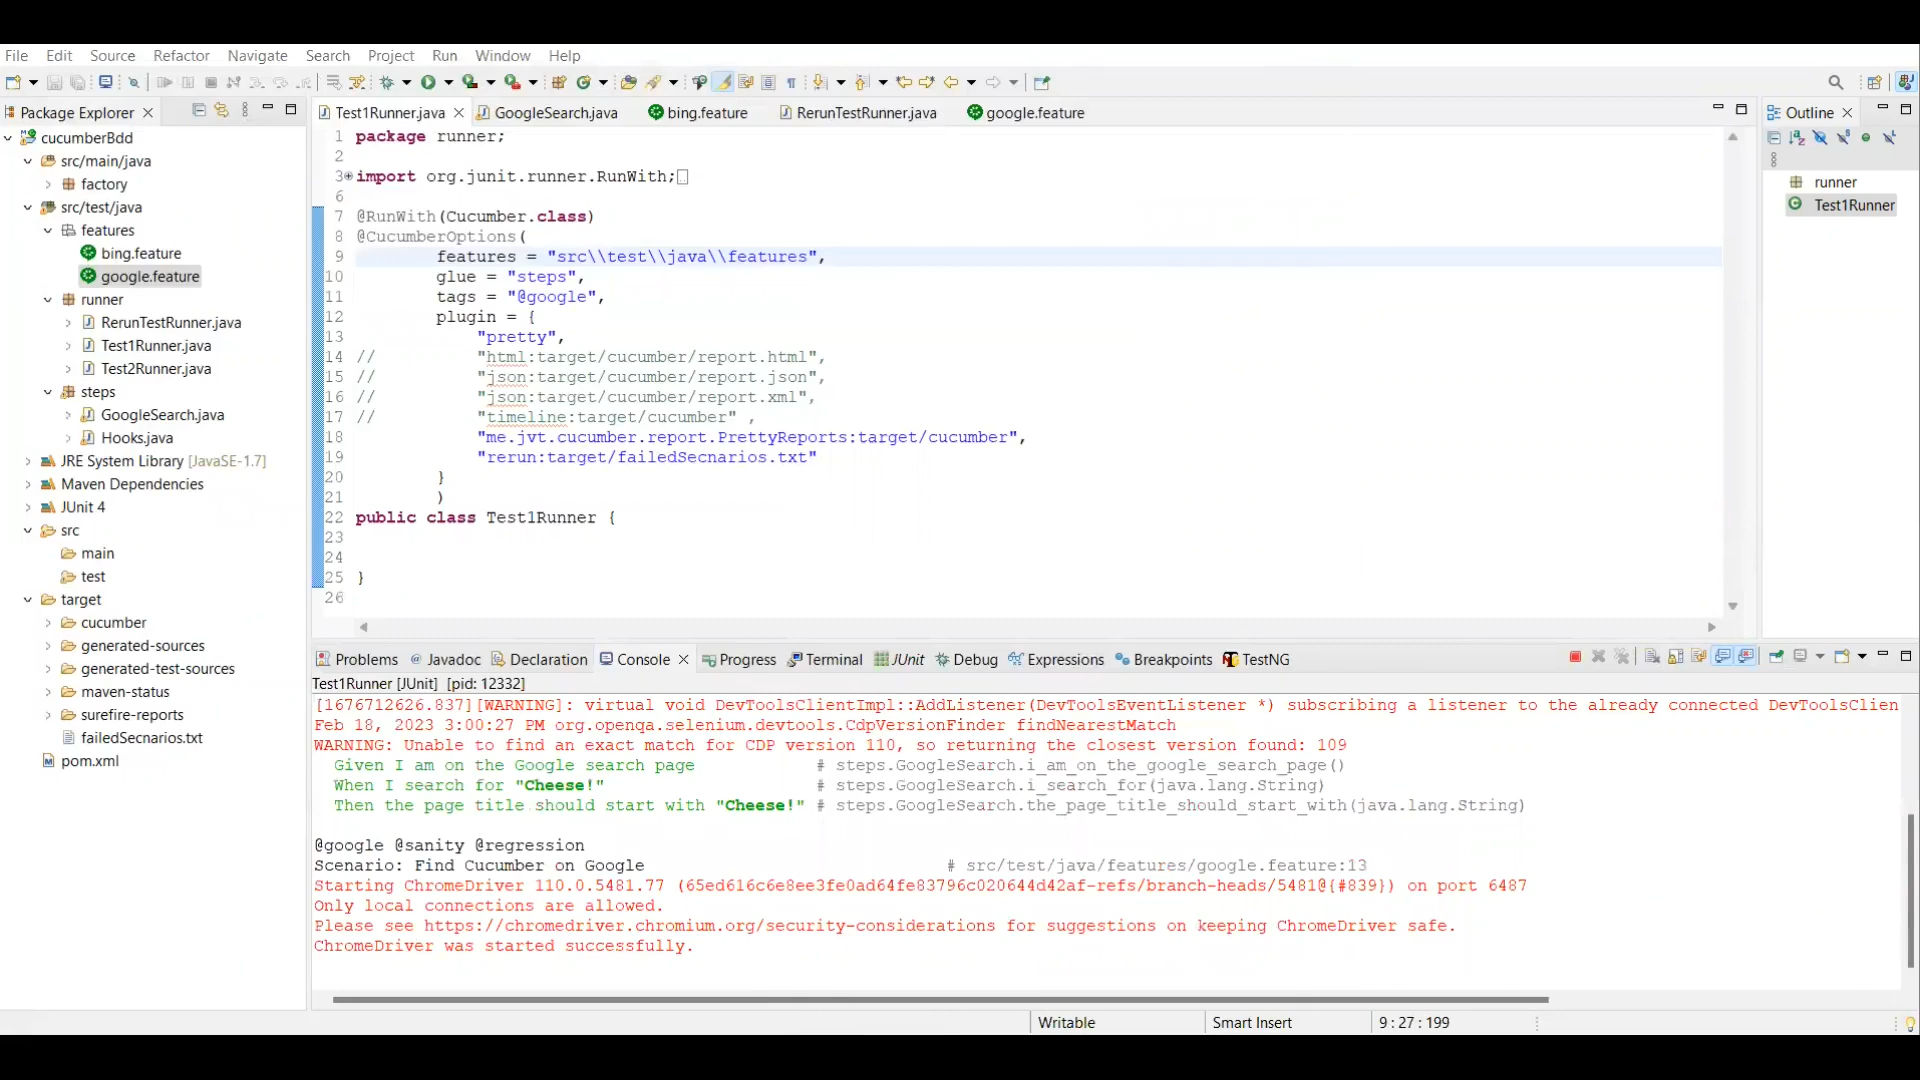 File Edit Source Refactor Navigate Search Project Run Window Help
Package Explorer
Test1Runner.java GoogleSearch.java bing.feature RerunTestRunner.java google.feature
Outline
cucumberBdd
src/main/java
factory
src/test/java
features
bing.feature
google.feature
runner
RerunTestRunner.java
Test1Runner.java
Test2Runner.java
steps
GoogleSearch.java
Hooks.java
JRE System Library [JavaSE-1.7]
Maven Dependencies
JUnit 4
src
main
test
target
cucumber
generated-sources
generated-test-sources
maven-status
surefire-reports
failedSecnarios.txt
pom.xml
1 package runner;
2
3 import org.junit.runner.RunWith;
6
7 @RunWith(Cucumber.class)
8 @CucumberOptions(
9 features = "src\\test\\java\\features",
10 glue = "steps",
11 tags = "@google",
12 plugin = {
13 "pretty",
14 // "html:target/cucumber/report.html",
15 // "json:target/cucumber/report.json",
16 // "json:target/cucumber/report.xml",
17 // "timeline:target/cucumber" ,
18 "me.jvt.cucumber.report.PrettyReports:target/cucumber",
19 "rerun:target/failedSecnarios.txt"
20 }
21 )
22 public class Test1Runner {
23
24
25 }
26
runner
Test1Runner
Problems Javadoc Declaration Console Progress Terminal JUnit Debug Expressions Breakpoints TestNG
Test1Runner [JUnit] [pid: 12332]
[1676712626.837][WARNING]: virtual void DevToolsClientImpl::AddListener(DevToolsEventListener *) subscribing a listener to the already connected DevToolsClien
Feb 18, 2023 3:00:27 PM org.openqa.selenium.devtools.CdpVersionFinder findNearestMatch
WARNING: Unable to find an exact match for CDP version 110, so returning the closest version found: 109
Given I am on the Google search page # steps.GoogleSearch.i_am_on_the_google_search_page()
When I search for "Cheese!" # steps.GoogleSearch.i_search_for(java.lang.String)
Then the page title should start with "Cheese!" # steps.GoogleSearch.the_page_title_should_start_with(java.lang.String)
@google @sanity @regression
Scenario: Find Cucumber on Google # src/test/java/features/google.feature:13
Starting ChromeDriver 110.0.5481.77 (65ed616c6e8ee3fe0ad64fe83796c020644d42af-refs/branch-heads/5481@{#839}) on port 6487
Only local connections are allowed.
Please see https://chromedriver.chromium.org/security-considerations for suggestions on keeping ChromeDriver safe.
ChromeDriver was started successfully.
Writable Smart Insert 9 : 27 : 199